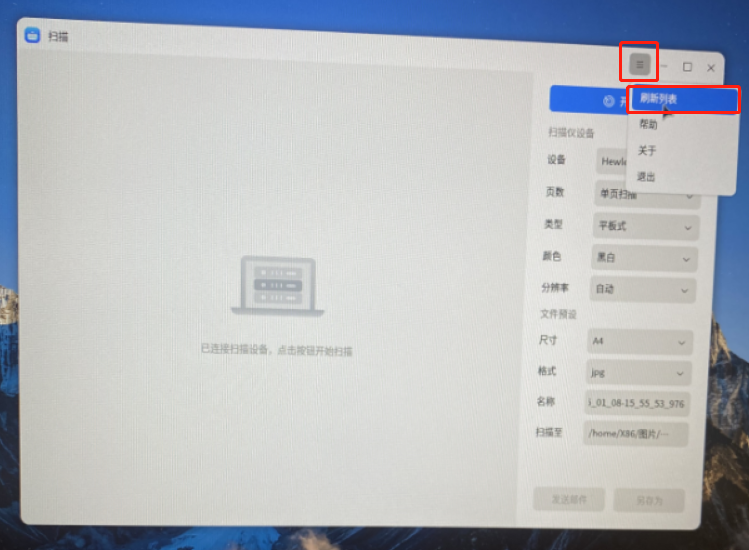 扫描
刷新列表
帮助
关于
退出
开
扫描仪设备
设备 Hewle
页数 单页扫描
类型 平板式
颜色 黑白
分辨率 自动
文件预设
尺寸 A4
格式 jpg
名称 i_01_08-15_55_53_976
扫描至 /home/X86/图片/···
已连接扫描设备，点击按钮开始扫描
发送邮件 另存为